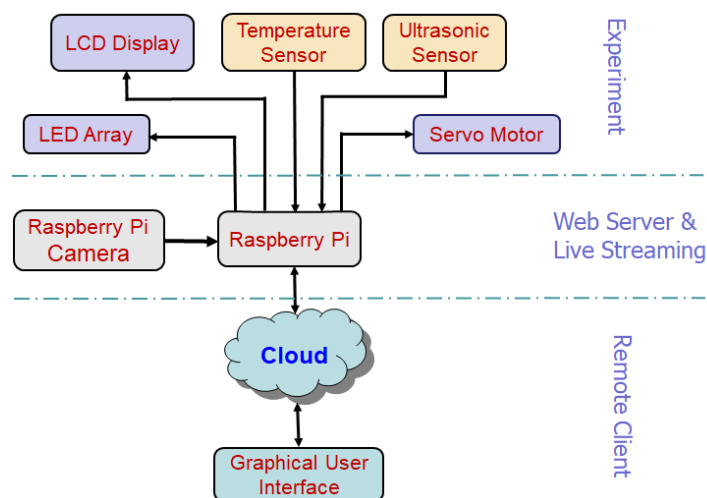 LCD Display
Temperature
Sensor
Ultrasonic
Sensor
Experiment
LED Array
Servo Motor
Raspberry Pi
Camera
Raspberry Pi
Web Server &
Live Streaming
Cloud
Remote Client
Graphical User
Interface